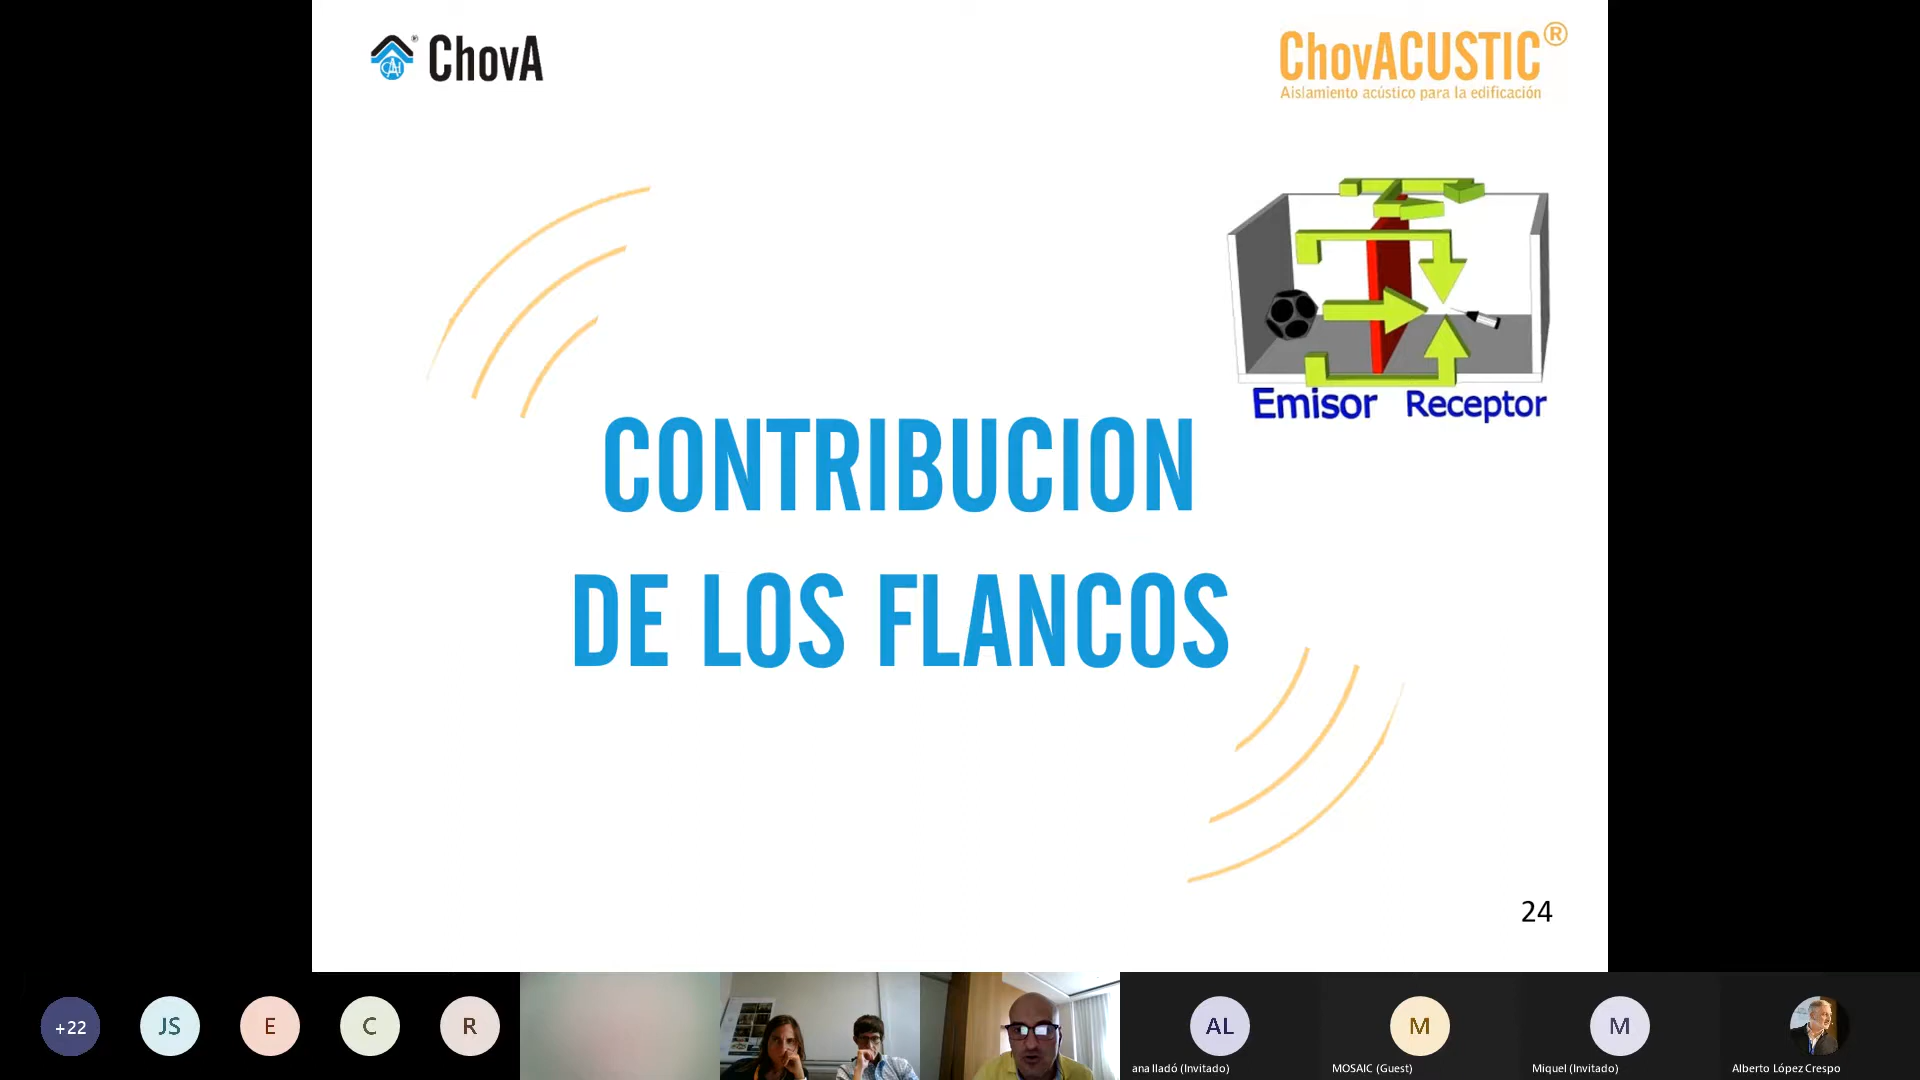 ChovA
ChovACUSTIC®
Aislamiento acústico para la edificación
Emisor Receptor
CONTRIBUCION
DE LOS FLANCOS
24
+22
JS
E
C
R
AL
M
M
ana lladó (Invitado)
MOSAIC (Guest)
Miquel (Invitado)
Alberto López Crespo